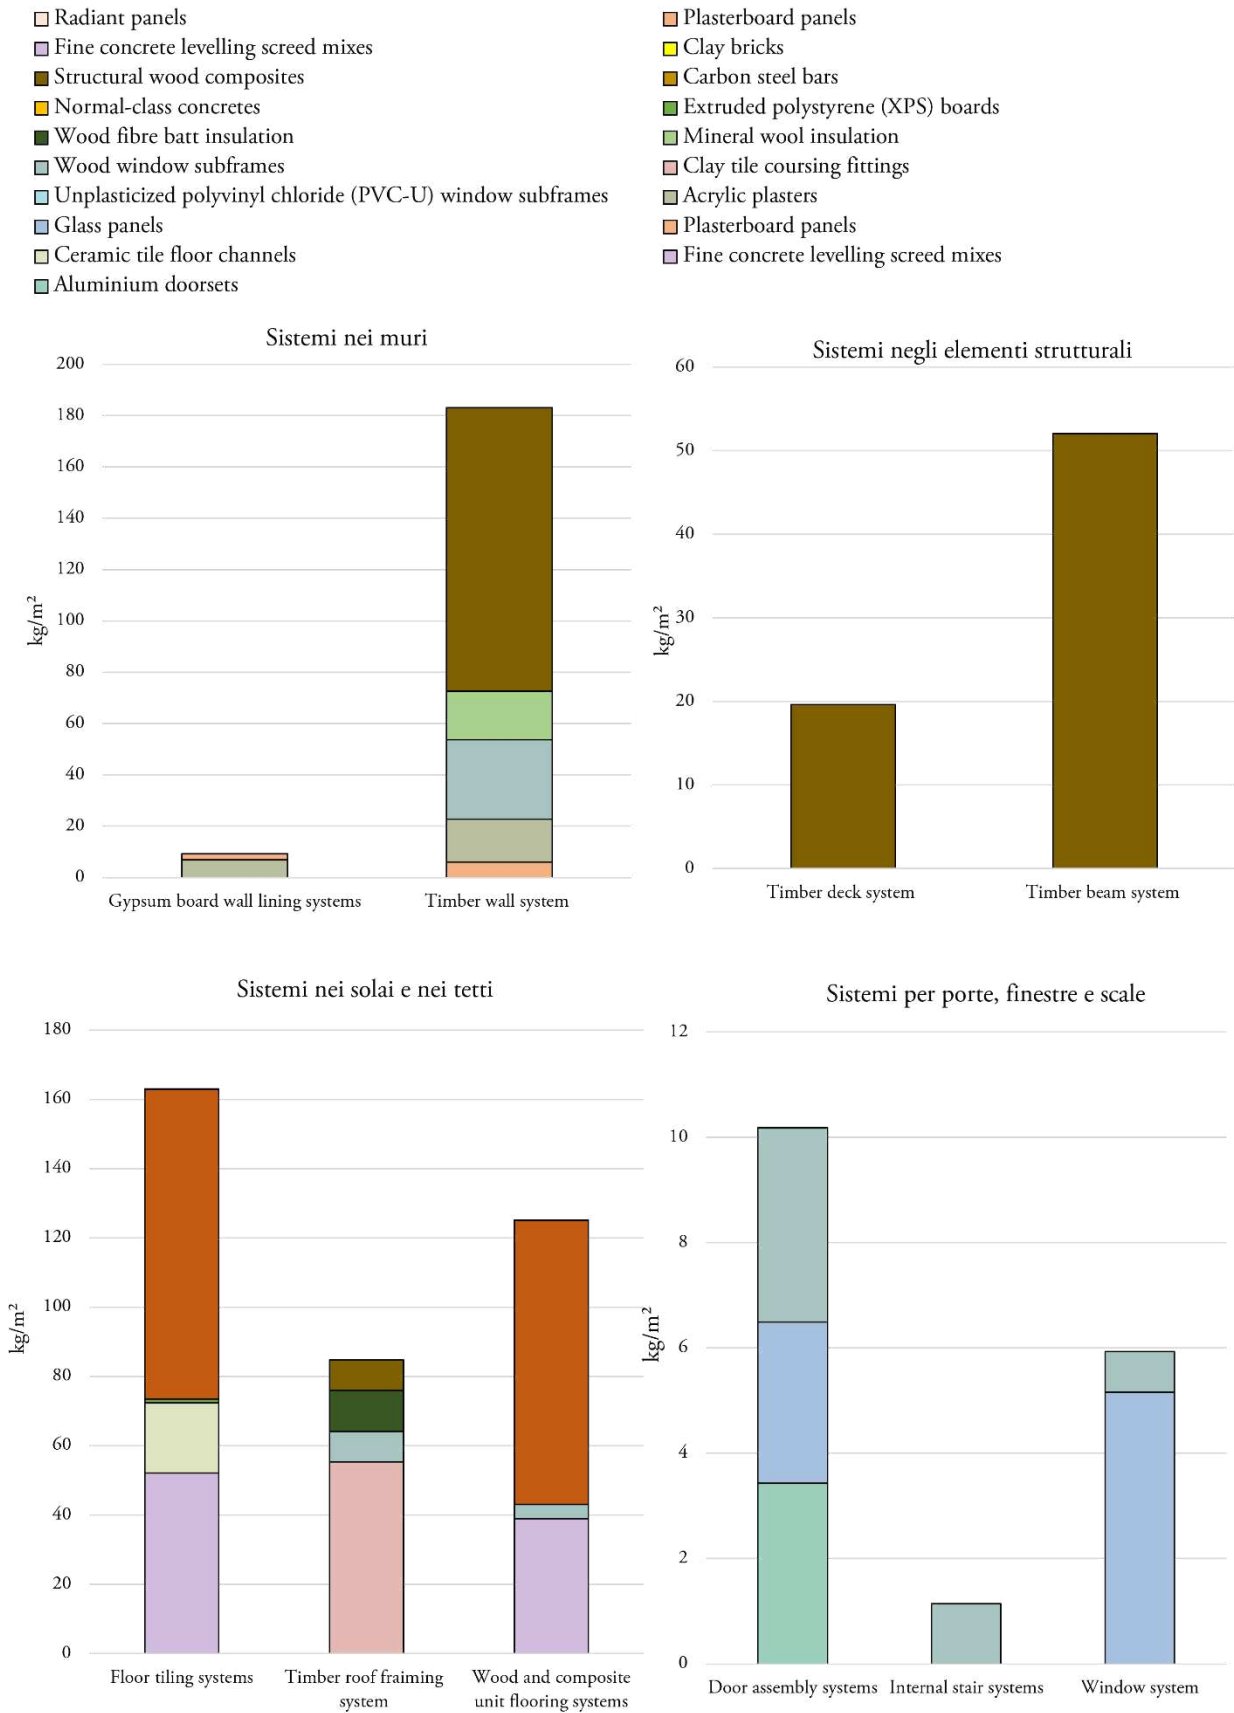 Radiant panels
Fine concrete levelling screed mixes
Structural wood composites
Normal-class concretes
Wood fibre batt insulation
Wood window subframes
Unplasticized polyvinyl chloride (PVC-U) window subframes
Glass panels
Ceramic tile floor channels
Aluminium doorsets
Plasterboard panels
Clay bricks
Carbon steel bars
Extruded polystyrene (XPS) boards
Mineral wool insulation
Clay tile coursing fittings
Acrylic plasters
Plasterboard panels
Fine concrete levelling screed mixes
Sistemi nei muri
200
180
160
140
120
100
80
60
40
20
0
kg/m²
Gypsum board wall lining systems
Timber wall system
Sistemi negli elementi strutturali
60
50
40
30
20
10
0
kg/m²
Timber deck system
Timber beam system
Sistemi nei solai e nei tetti
180
160
140
120
100
80
60
40
20
0
kg/m²
Floor tiling systems
Timber roof fraiming
system
Wood and composite
unit flooring systems
Sistemi per porte, finestre e scale
12
10
8
6
4
2
0
kg/m²
Door assembly systems
Internal stair systems
Window system